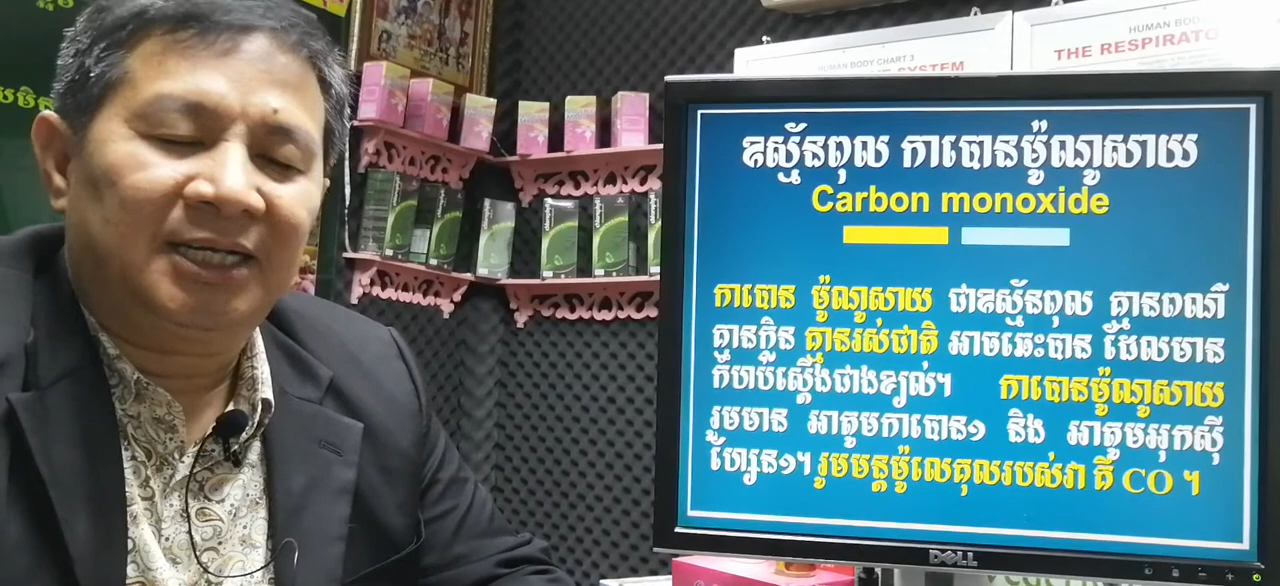 HUMAN BODY CHART 3
SYSTEM
HUMAN BODY
THE RESPIRATO
ឧស្ម័នពុល កាបោនម៉ូណូសាយ
Carbon monoxide
កាបោន ម៉ូណូសាយ ជាឧស្ម័នពុល គ្មានពណ៌
គ្មានក្លិន គ្មានរស់ជាតិ អាចឆេះបាន ដែលមាន
កំហាប់ស្តើងជាងខ្យល់។ កាបោនម៉ូណូសាយ
រួមមាន អាតូមកាបោន១ និង អាតូមអុកស៊ី
ហ្សែន១។ រូមមន្តម៉ូលេគុលរបស់វា គឺ CO ។
DELL